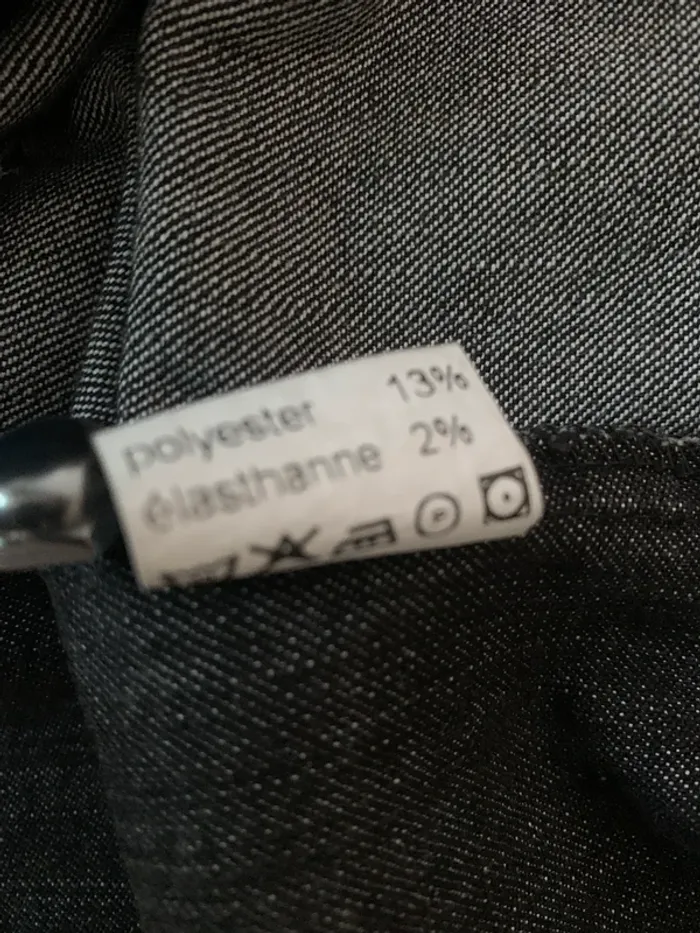 polyester 13%
élasthanne 2%